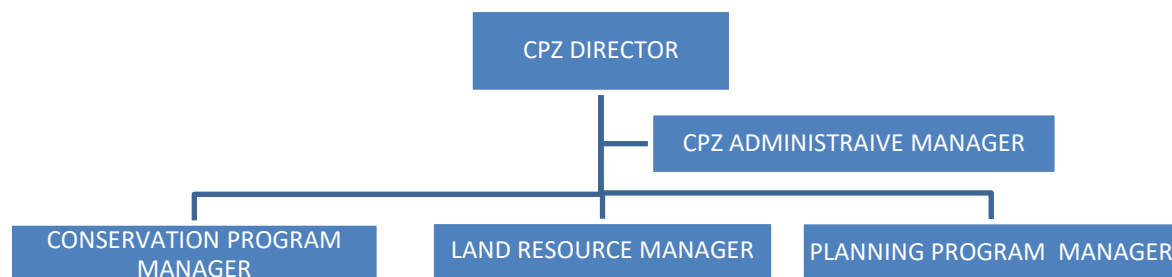 CPZ DIRECTOR
CPZ ADMINISTRAIVE MANAGER
CONSERVATION PROGRAM
MANAGER
LAND RESOURCE MANAGER
PLANNING PROGRAM MANAGER